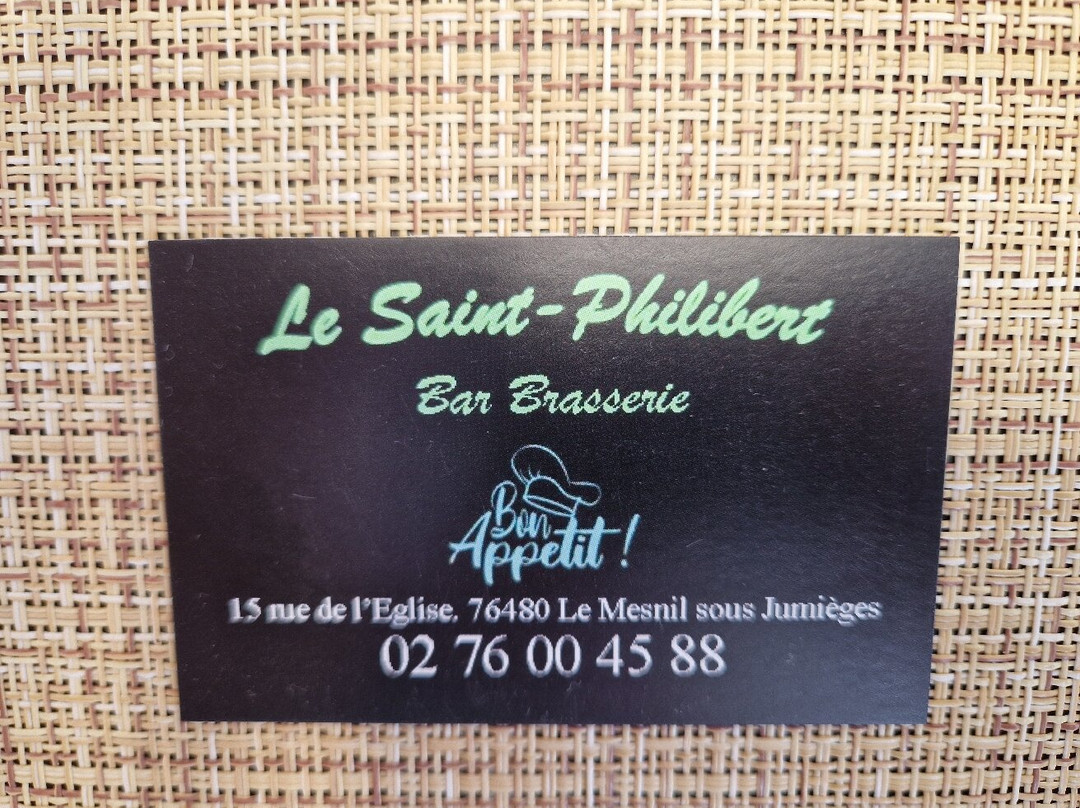 Le Saint-Philibert
Bar Brasserie
Bon
Appetit !
15 rue de l'Eglise. 76480 Le Mesnil sous Jumièges
02 76 00 45 88